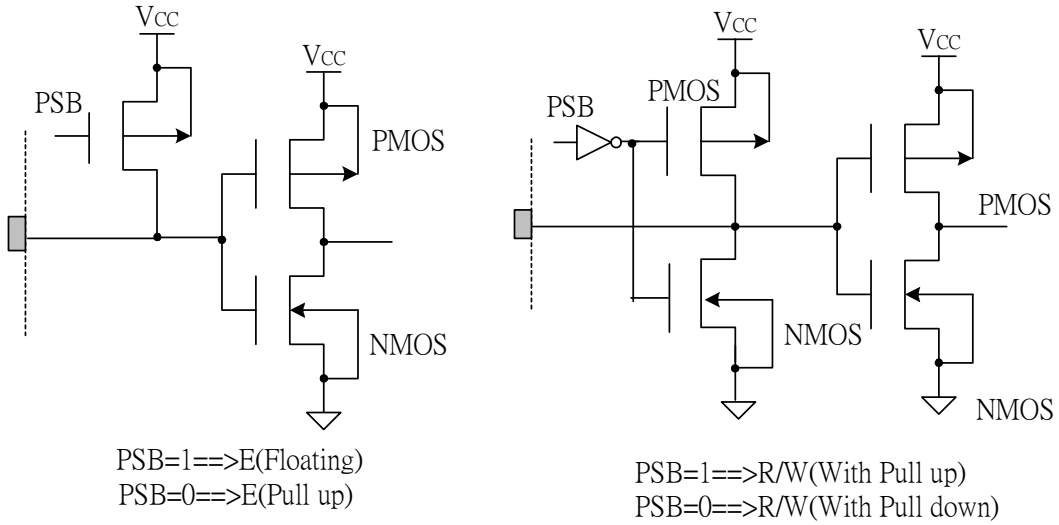 VCC
PSB
VCC
PMOS
NMOS
PSB=1==>E(Floating)
PSB=0==>E(Pull up)
VCC
PSB
PMOS
VCC
PMOS
NMOS
NMOS
PSB=1==>R/W(With Pull up)
PSB=0==>R/W(With Pull down)